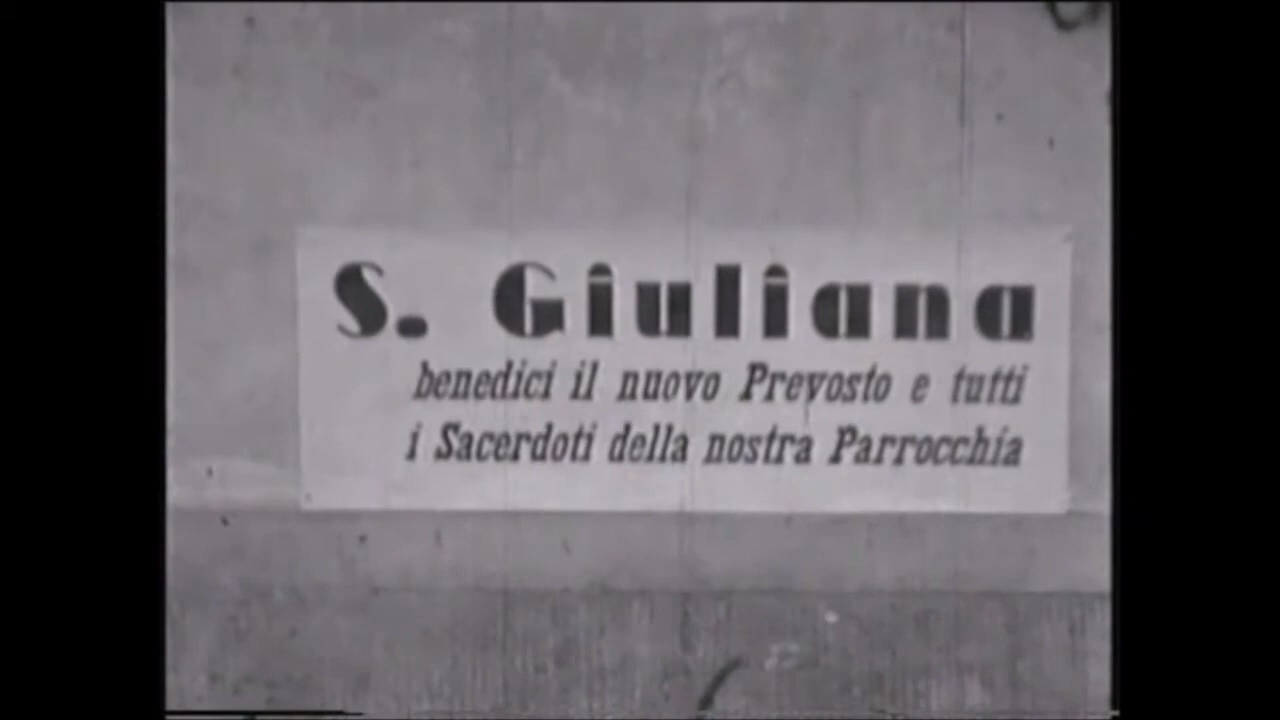 S. Giuliana
benedici il nuovo Prevosto e tutti
i Sacerdoti della nostra Parrocchia